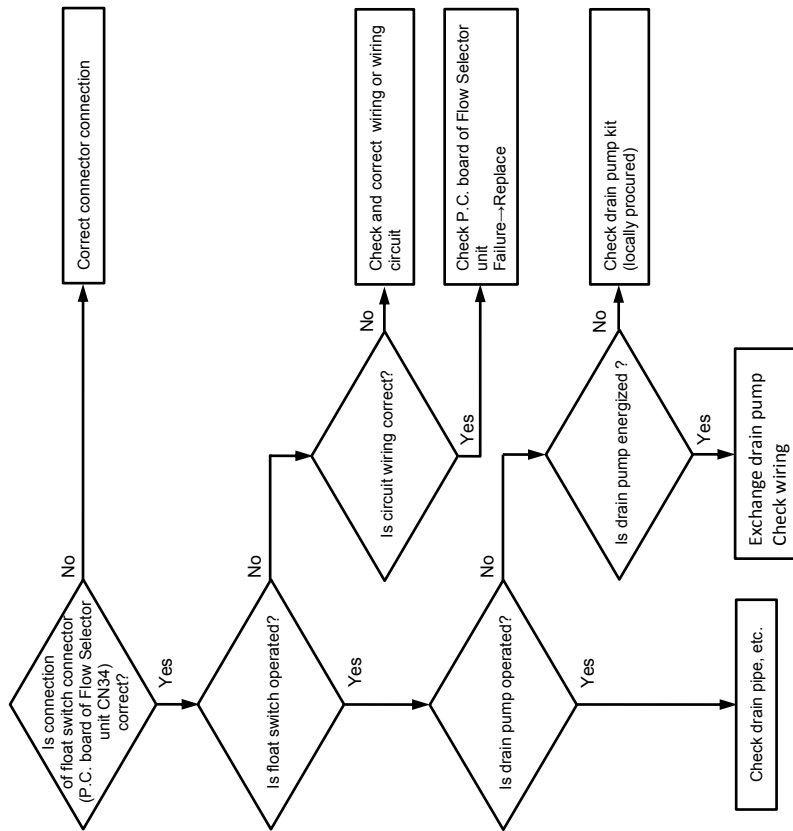 Is connection
of float switch connector
(P.C. board of Flow Selector
unit CN34)
correct?
No
Correct connector connection
Yes
Is float switch operated?
No
Is circuit wiring correct?
No
Check and correct wiring or wiring
circuit
Yes
Check P.C. board of Flow Selector
unit
Failure→Replace
Yes
Is drain pump operated?
No
Is drain pump energized ?
No
Check drain pump kit
(locally procured)
Yes
Exchange drain pump
Check wiring
Yes
Check drain pipe, etc.